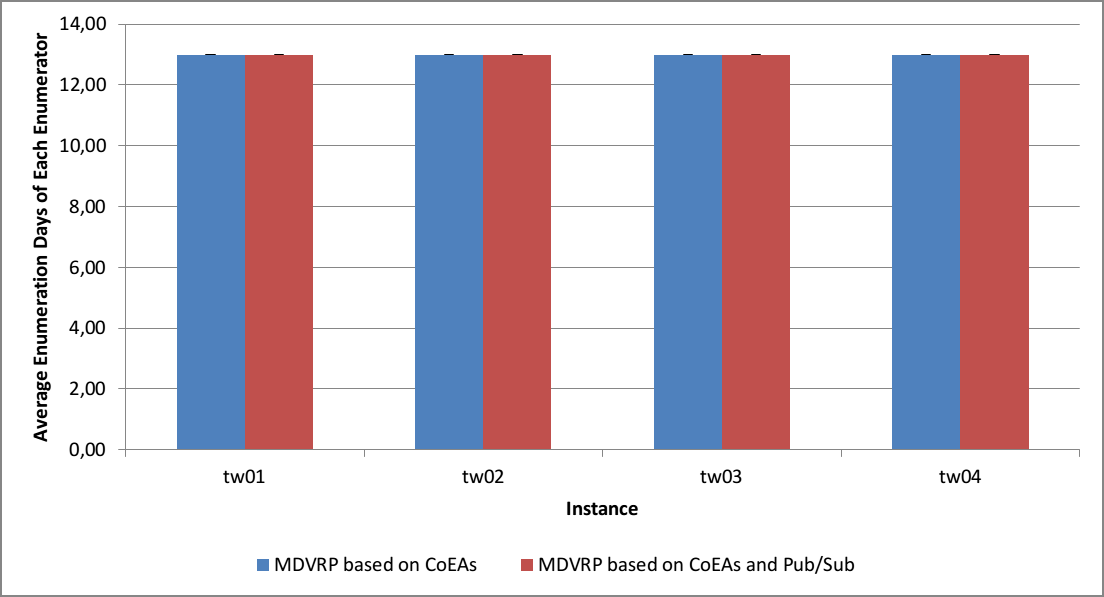 Average Enumeration Days of Each Enumerator
14,00
12,00
10,00
8,00
6,00
4,00
2,00
0,00
tw01
tw02
tw03
tw04
Instance
MDVRP based on CoEAs
MDVRP based on CoEAs and Pub/Sub